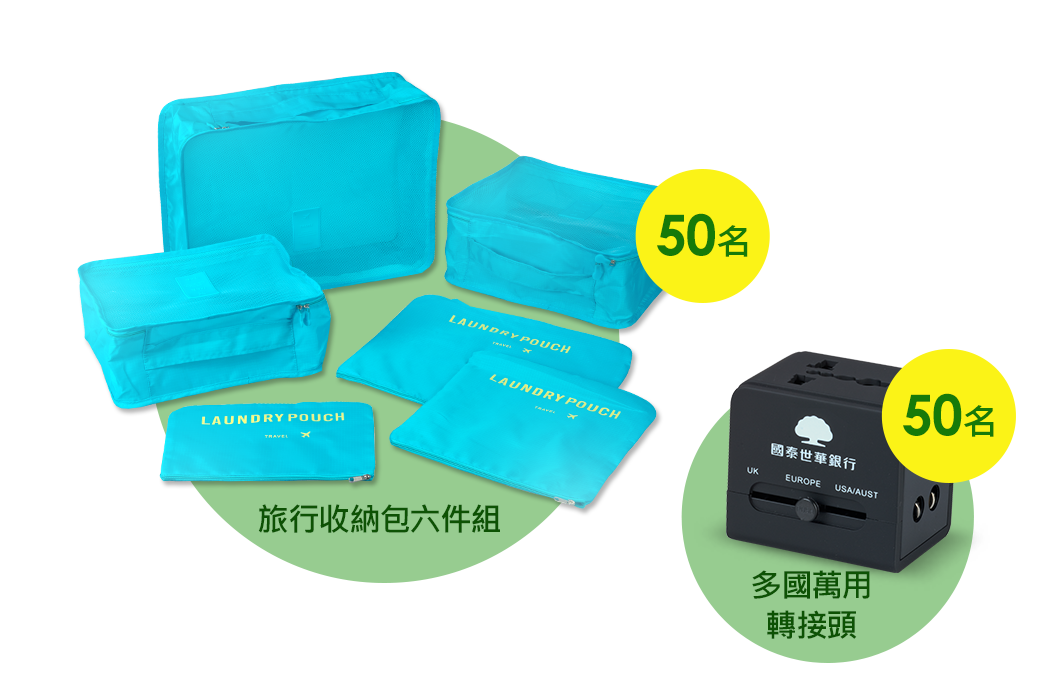 50名
LAUNDRY POUCH
TRAVEL
LAUNDRY POUCH
TRAVEL
LAUNDRY POUCH
TRAVEL
旅行收納包六件組
50名
國泰世華銀行
UK EUROPE USA/AUST
多國萬用
轉接頭